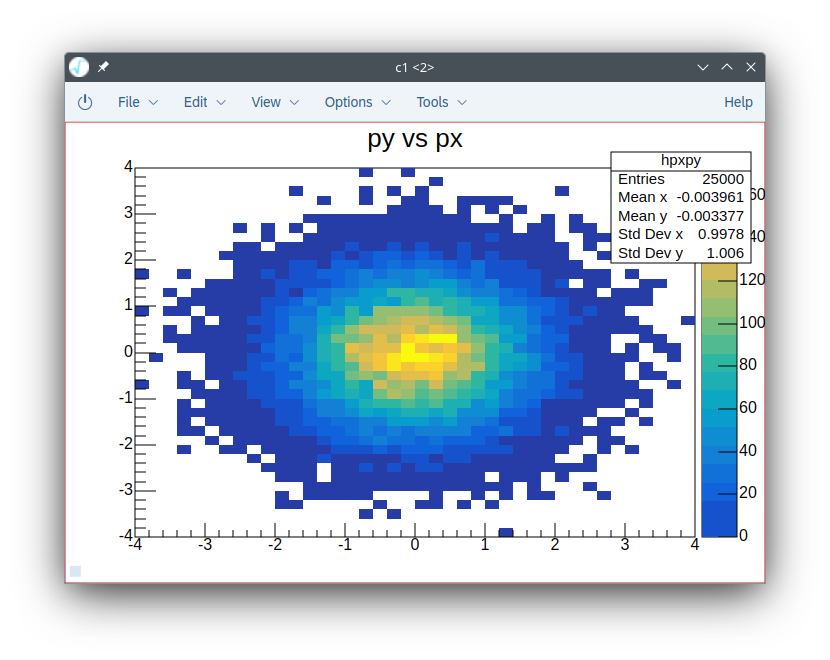 c1 <2>
File Edit View Options Tools Help
py vs px
hpxpy
Entries 25000
Mean x -0.003961
Mean y -0.003377
Std Dev x 0.9978
Std Dev y 1.006
4
3
2
1
0
-1
-2
-3
-4
-4 -3 -2 -1 0 1 2 3 4
60
40
120
100
80
60
40
20
0